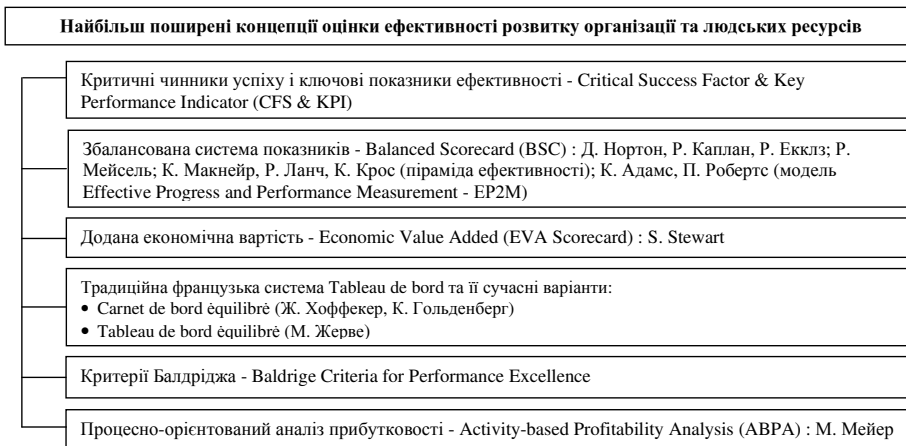 Найбільш поширені концепції оцінки ефективності розвитку організації та людських ресурсів
Критичні чинники успіху і ключові показники ефективності - Critical Success Factor & Key
Performance Indicator (CFS & KPI)
Збалансована система показників - Balanced Scorecard (BSC) : Д. Нортон, Р. Каплан, Р. Екклз; Р.
Мейсель; К. Макнейр, Р. Ланч, К. Крос (піраміда ефективності); К. Адамс, П. Робертс (модель
Effective Progress and Performance Measurement - EP2M)
Додана економічна вартість - Economic Value Added (EVA Scorecard) : S. Stewart
Традиційна французька система Tableau de bord та її сучасні варіанти:
• Carnet de bord ėquilibrė (Ж. Хоффекер, К. Гольденберг)
• Tableau de bord ėquilibrė (М. Жерве)
Критерії Балдріджа - Baldrige Criteria for Performance Excellence
Процесно-орієнтований аналіз прибутковості - Activity-based Profitability Analysis (ABPA) : М. Мейер